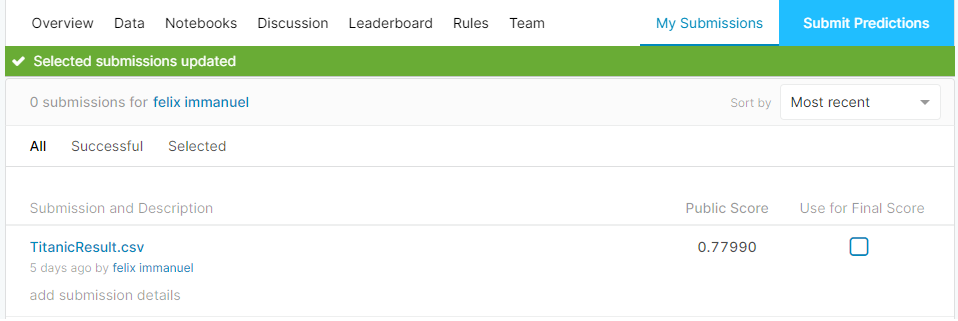 Overview Data Notebooks Discussion Leaderboard Rules Team My Submissions Submit Predictions
Selected submissions updated
0 submissions for felix immanuel Sort by Most recent
All Successful Selected
Submission and Description Public Score Use for Final Score
TitanicResult.csv 0.77990
5 days ago by felix immanuel
add submission details